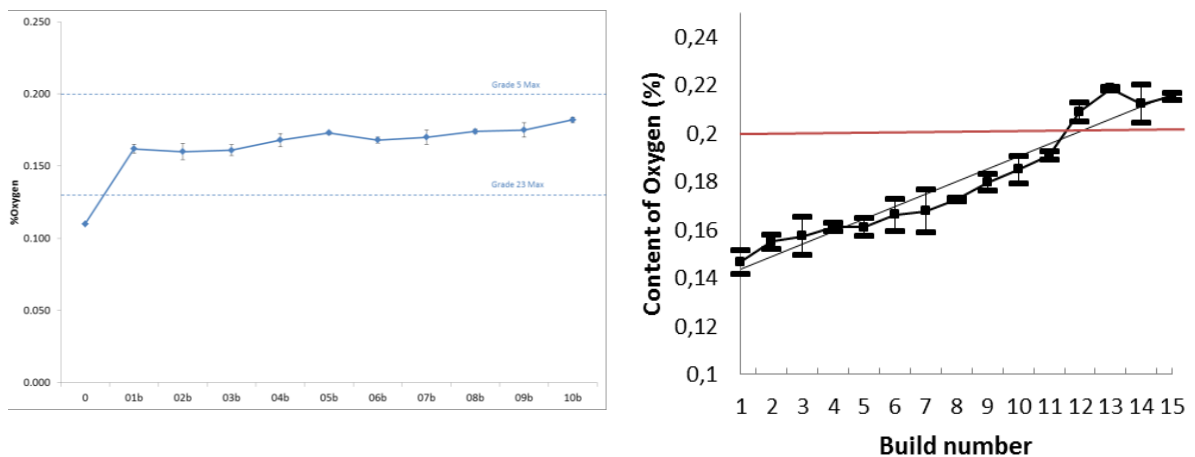 0.250
0.200
0.150
0.100
0.050
0.000
%Oxygen
Grade 5 Max
Grade 23 Max
0 01b 02b 03b 04b 05b 06b 07b 08b 09b 10b
0,24
0,22
0,2
0,18
0,16
0,14
0,12
0,1
Content of Oxygen (%)
1 2 3 4 5 6 7 8 9 10 11 12 13 14 15
Build number